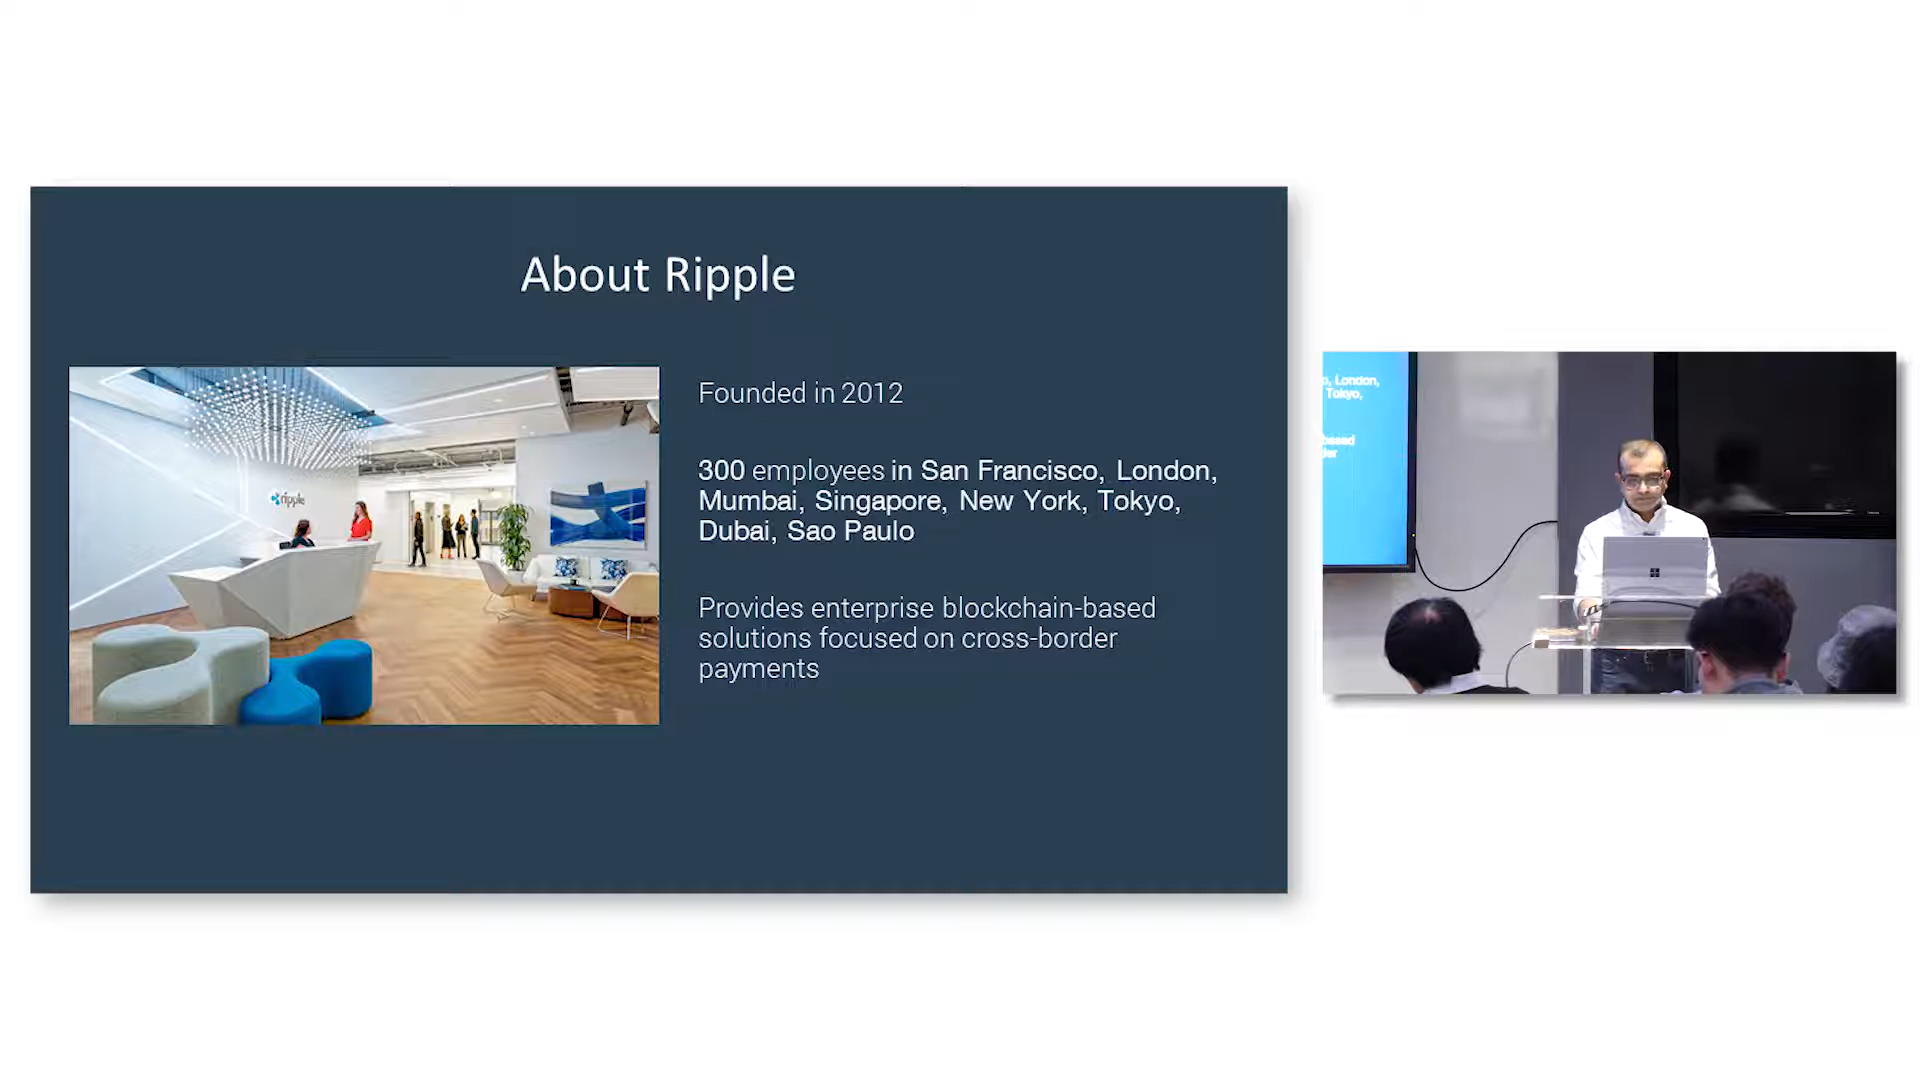 About Ripple
ripple
Founded in 2012
300 employees in San Francisco, London,
Mumbai, Singapore, New York, Tokyo,
Dubai, Sao Paulo
Provides enterprise blockchain-based
solutions focused on cross-border
payments
London,
Tokyo,